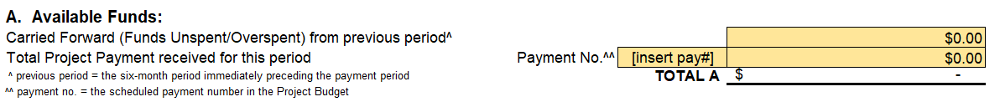 A. Available Funds:
Carried Forward (Funds Unspent/Overspent) from previous period^ $0.00
Total Project Payment received for this period Payment No.^^ [insert pay#] $0.00
^ previous period = the six-month period immediately preceding the payment period TOTAL A $ -
^^ payment no. = the scheduled payment number in the Project Budget